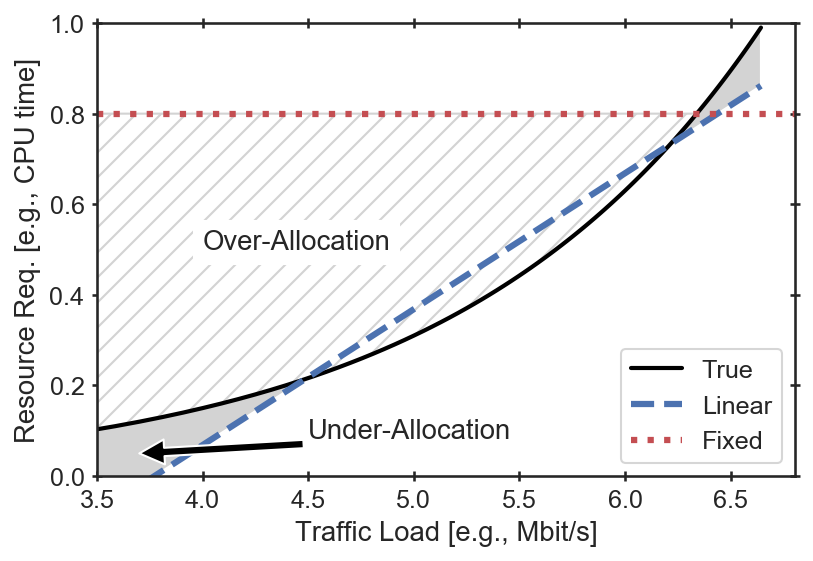 Resource Req. [e.g., CPU time]
1.0
0.8
0.6
0.4
0.2
0.0
Over-Allocation
Under-Allocation
True
Linear
Fixed
3.5 4.0 4.5 5.0 5.5 6.0 6.5
Traffic Load [e.g., Mbit/s]